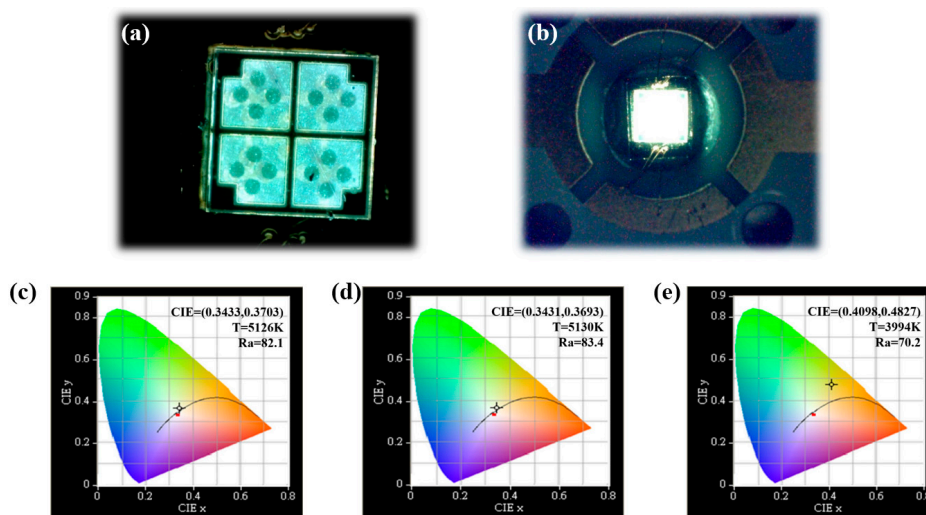 (a)
(b)
(c)
(d)
(e)
0.9
0.8
0.6
0.4
0.2
0
CIE y
0
0.2
0.4
0.6
0.8
CIE x
CIE=(0.3433,0.3703)
T=5126K
Ra=82.1
0.9
0.8
0.6
0.4
0.2
0
CIE y
0
0.2
0.4
0.6
0.8
CIE x
CIE=(0.3431,0.3693)
T=5130K
Ra=83.4
0.9
0.8
0.6
0.4
0.2
0
CIE y
0
0.2
0.4
0.6
0.8
CIE x
CIE=(0.4098,0.4827)
T=3994K
Ra=70.2